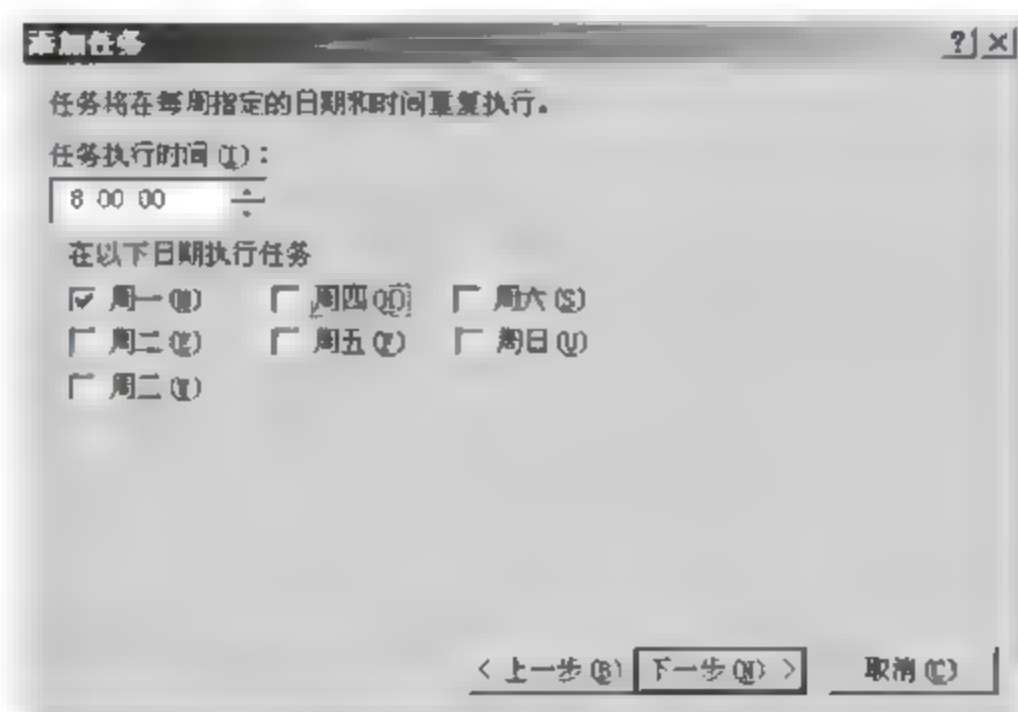 添加任务
任务将在每周指定的日期和时间重复执行。
任务执行时间(I):
8 00 00
在以下日期执行任务
周一(M) 周四(H) 周六(S)
周二(E) 周五(F) 周日(U)
周二(T)
< 上一步(B) 下一步(N) > 取消(C)